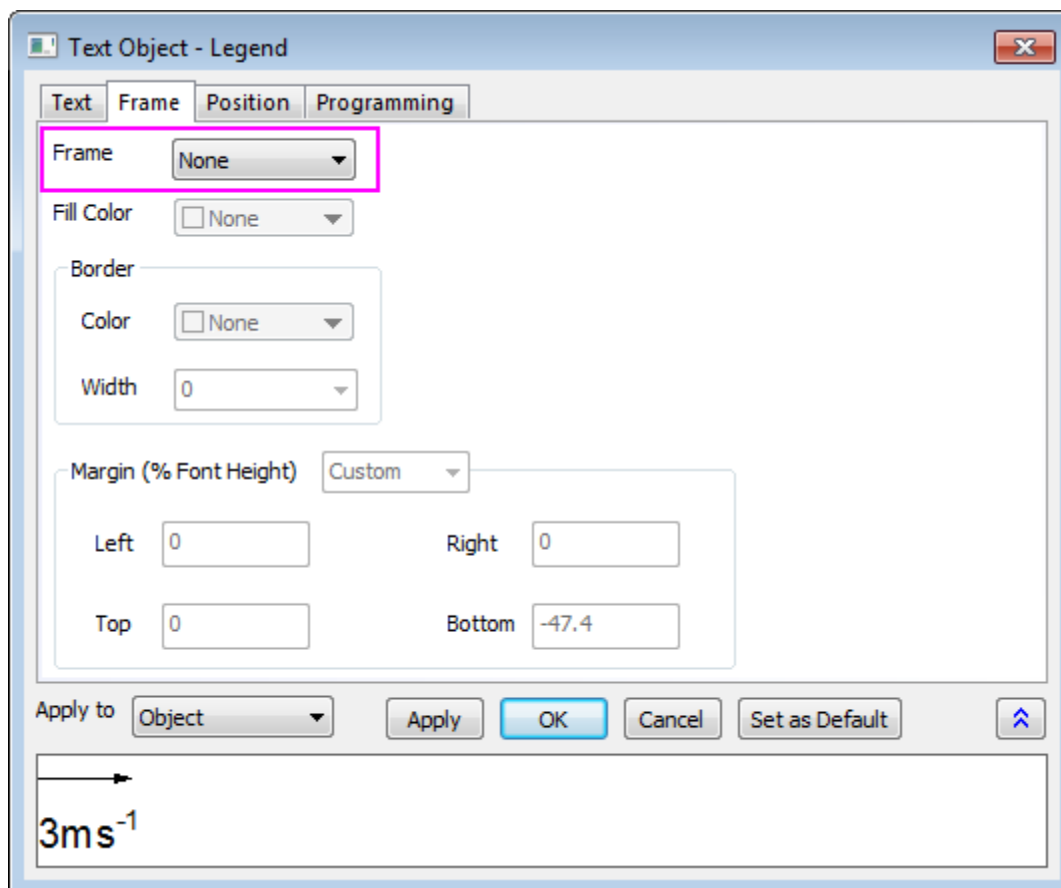 Text Object - Legend
Text Frame Position Programming
Frame None
Fill Color None
Border
Color None
Width 0
Margin (% Font Height) Custom
Left 0 Right 0
Top 0 Bottom -47.4
Apply to Object Apply OK Cancel Set as Default
3ms⁻¹